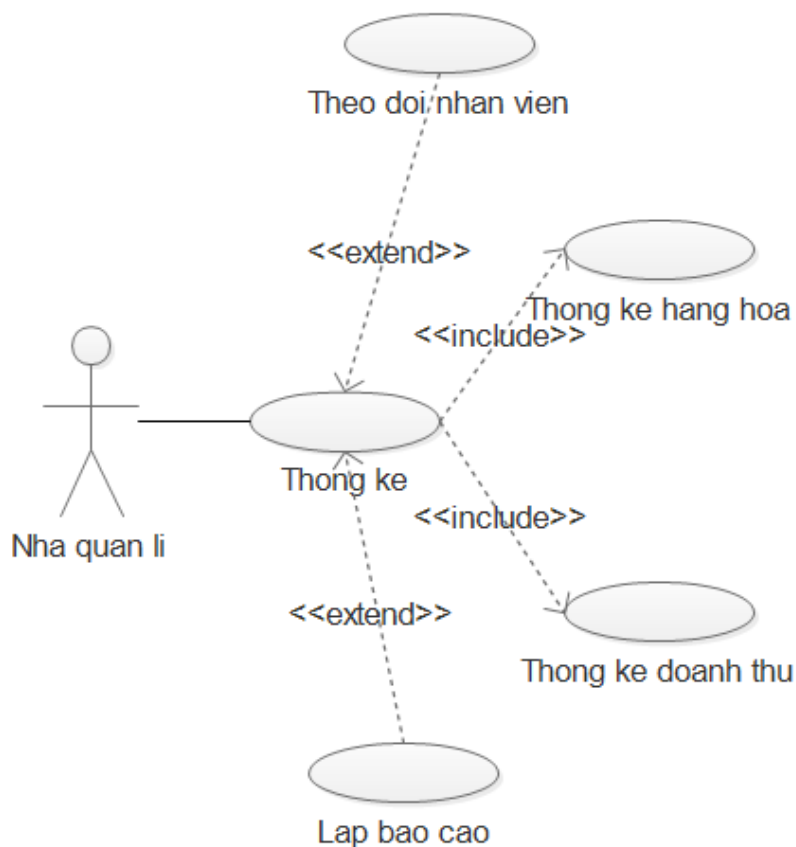 Theo doi nhan vien
<<extend>>
Thong ke hang hoa
<<include>>
Thong ke
<<include>>
Nha quan li
<<extend>>
Thong ke doanh thu
Lap bao cao